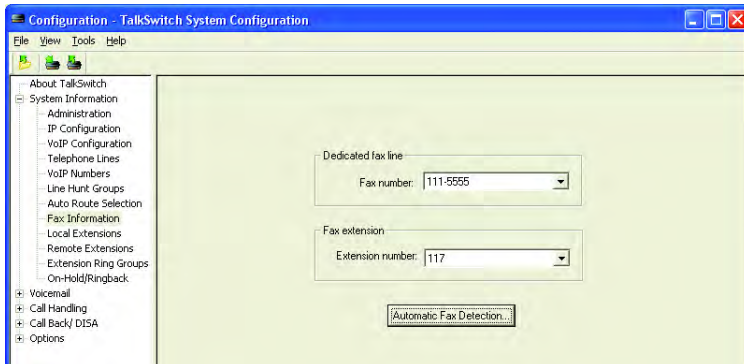 Configuration - TalkSwitch System Configuration
File View Tools Help
About TalkSwitch
System Information
Administration
IP Configuration
VoIP Configuration
Telephone Lines
VoIP Numbers
Line Hunt Groups
Auto Route Selection
Fax Information
Local Extensions
Remote Extensions
Extension Ring Groups
On-Hold/Ringback
Voicemail
Call Handling
Call Back/ DISA
Options
Dedicated fax line
Fax number: 111-5555
Fax extension
Extension number: 117
Automatic Fax Detection...